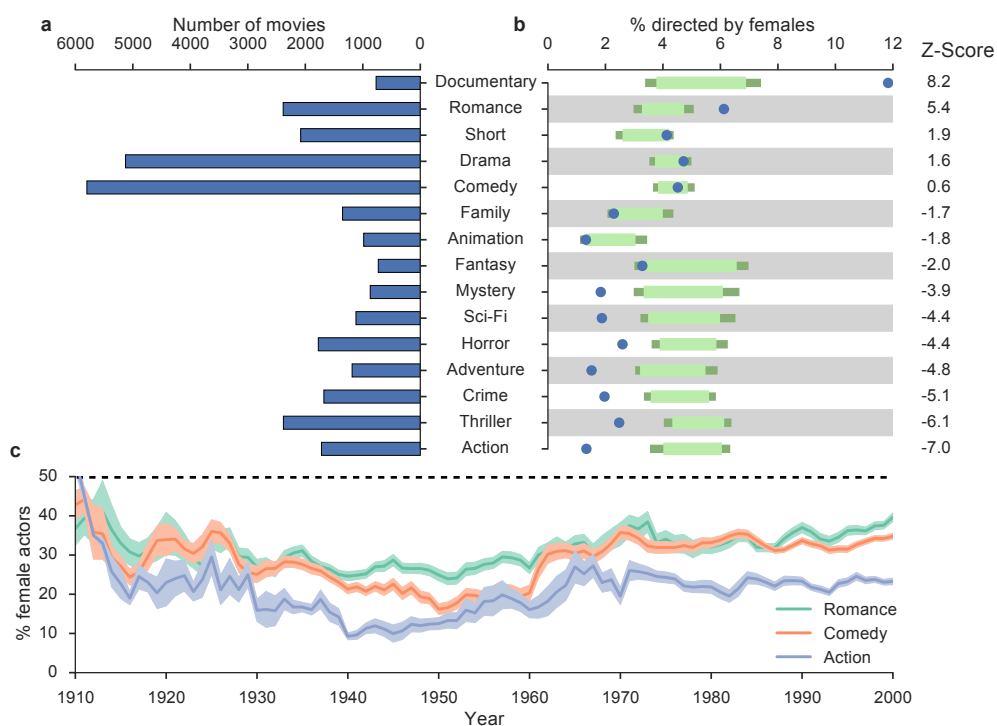 a Number of movies b % directed by females
6000 5000 4000 3000 2000 1000 0 0 2 4 6 8 10 12 Z-Score
Documentary 8.2
Romance 5.4
Short 1.9
Drama 1.6
Comedy 0.6
Family -1.7
Animation -1.8
Fantasy -2.0
Mystery -3.9
Sci-Fi -4.4
Horror -4.4
Adventure -4.8
Crime -5.1
Thriller -6.1
Action -7.0
c
% female actors
50
40
30
20
10
0
Romance
Comedy
Action
1910 1920 1930 1940 1950 1960 1970 1980 1990 2000
Year